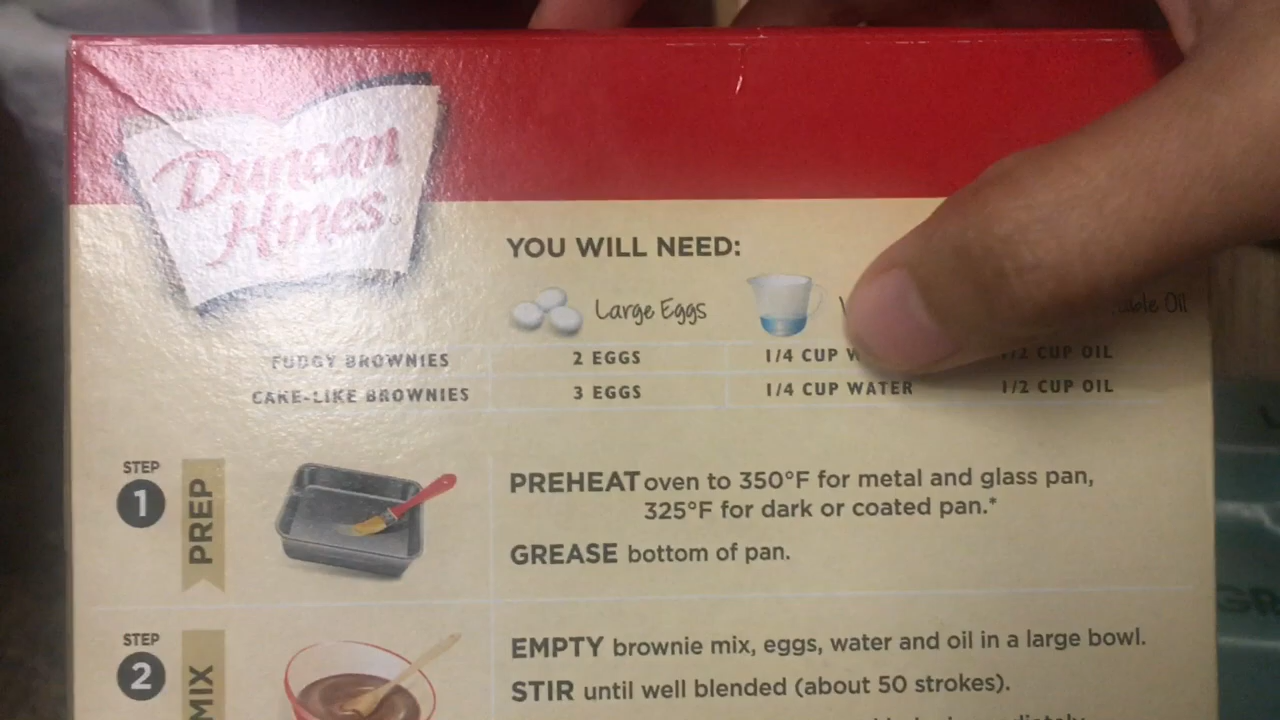 Duncan
Hines
YOU WILL NEED:
Large Eggs
Oil
FUDGY BROWNIES 2 EGGS 1/4 CUP 1/2 CUP OIL
CAKE-LIKE BROWNIES 3 EGGS 1/4 CUP WATER 1/2 CUP OIL
STEP
1
PREP
PREHEAT oven to 350°F for metal and glass pan,
325°F for dark or coated pan.*
GREASE bottom of pan.
STEP
2
MIX
EMPTY brownie mix, eggs, water and oil in a large bowl.
STIR until well blended (about 50 strokes).